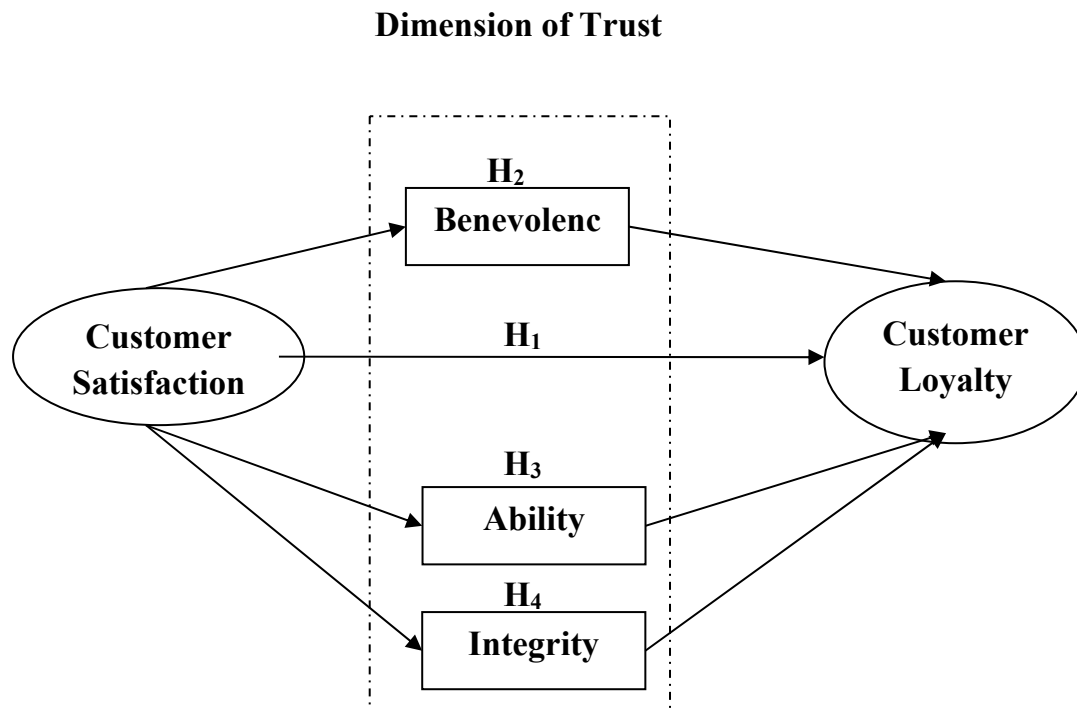 Dimension of Trust
H₂
Benevolenc
Customer
Satisfaction
H₁
Customer
Loyalty
H₃
Ability
H₄
Integrity